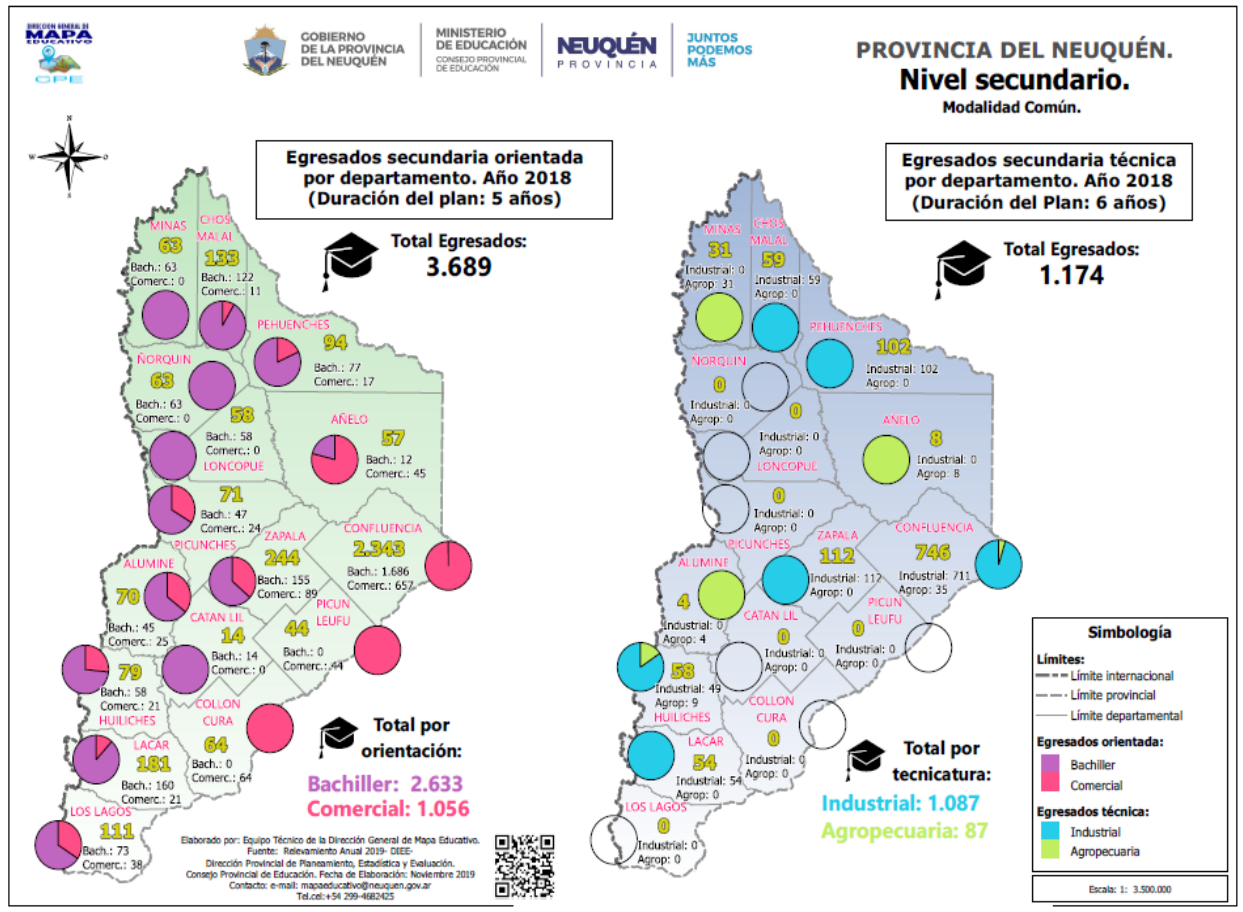 DIRECCION GENERAL DE
MAPA
EDUCATIVO
CPE
GOBIERNO
DE LA PROVINCIA
DEL NEUQUÉN
MINISTERIO
DE EDUCACIÓN
CONSEJO PROVINCIAL
DE EDUCACIÓN
NEUQUÉN
PROVINCIA
JUNTOS
PODEMOS
MÁS
PROVINCIA DEL NEUQUÉN.
Nivel secundario.
Modalidad Común.
N
W
O
S
Egresados secundaria orientada
por departamento. Año 2018
(Duración del plan: 5 años)
Total Egresados:
3.689
MINAS
63
Bach.: 63
Comerc.: 0
CHOS
MALAL
133
Bach.: 122
Comerc.: 11
PEHUENCHES
94
Bach.: 77
Comerc.: 17
ÑORQUIN
63
Bach.: 63
Comerc.: 0
58
Bach.: 58
Comerc.: 0
LONCOPUE
AÑELO
57
Bach.: 12
Comerc.: 45
71
Bach.: 47
Comerc.: 24
PICUNCHES
ZAPALA
244
Bach.: 155
Comerc.: 89
CONFLUENCIA
2.343
Bach.: 1.686
Comerc.: 657
ALUMINE
70
Bach.: 45
Comerc.: 25
CATAN LIL
14
Bach.: 14
Comerc.: 0
PICUN
LEUFU
44
Bach.: 0
Comerc.: 44
79
Bach.: 58
Comerc.: 21
HUILICHES
COLLON
CURA
64
Bach.: 0
Comerc.: 64
LACAR
181
Bach.: 160
Comerc.: 21
LOS LAGOS
111
Bach.: 73
Comerc.: 38
Total por
orientación:
Bachiller: 2.633
Comercial: 1.056
Elaborado por: Equipo Técnico de la Dirección General de Mapa Educativo.
Fuente: Relevamiento Anual 2019- DIEE-
Dirección Provincial de Planeamiento, Estadística y Evaluación.
Consejo Provincial de Educación. Fecha de Elaboración: Noviembre 2019
Contacto: e-mail: mapaeducativo@neuquen.gov.ar
Tel.cel:+54 299-4682425
Egresados secundaria técnica
por departamento. Año 2018
(Duración del Plan: 6 años)
Total Egresados:
1.174
MINAS
31
Industrial: 0
Agrop: 31
CHOS
MALAL
59
Industrial: 59
Agrop: 0
PEHUENCHES
102
Industrial: 102
Agrop: 0
ÑORQUIN
0
Industrial: 0
Agrop: 0
0
Industrial: 0
Agrop: 0
LONCOPUE
AÑELO
8
Industrial: 0
Agrop: 8
0
Industrial: 0
Agrop: 0
PICUNCHES
ZAPALA
112
Industrial: 112
Agrop: 0
CONFLUENCIA
746
Industrial: 711
Agrop: 35
ALUMINE
4
Industrial: 0
Agrop: 4
CATAN LIL
0
Industrial: 0
Agrop: 0
PICUN
LEUFU
0
Industrial: 0
Agrop: 0
58
Industrial: 49
Agrop: 9
HUILICHES
COLLON
CURA
0
Industrial: 0
Agrop: 0
LACAR
54
Industrial: 54
Agrop: 0
LOS LAGOS
0
Industrial: 0
Agrop: 0
Total por
tecnicatura:
Industrial: 1.087
Agropecuaria: 87
Simbología
Límites:
Límite internacional
Límite provincial
Límite departamental
Egresados orientada:
Bachiller
Comercial
Egresados técnica:
Industrial
Agropecuaria
Escala: 1: 3.500.000